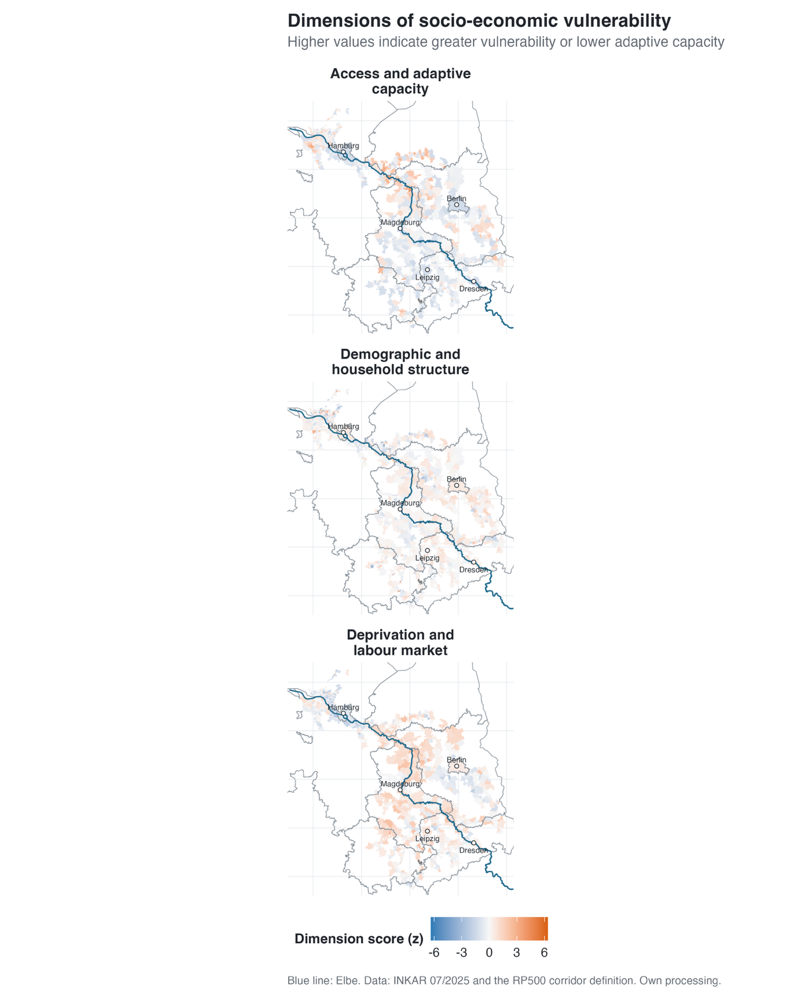 Dimensions of socio-economic vulnerability
Higher values indicate greater vulnerability or lower adaptive capacity
Access and adaptive
capacity
Hamburg
Berlin
Magdeburg
Leipzig
Dresden
Demographic and
household structure
Hamburg
Berlin
Magdeburg
Leipzig
Dresden
Deprivation and
labour market
Hamburg
Berlin
Magdeburg
Leipzig
Dresden
Dimension score (z)
-6 -3 0 3 6
Blue line: Elbe. Data: INKAR 07/2025 and the RP500 corridor definition. Own processing.